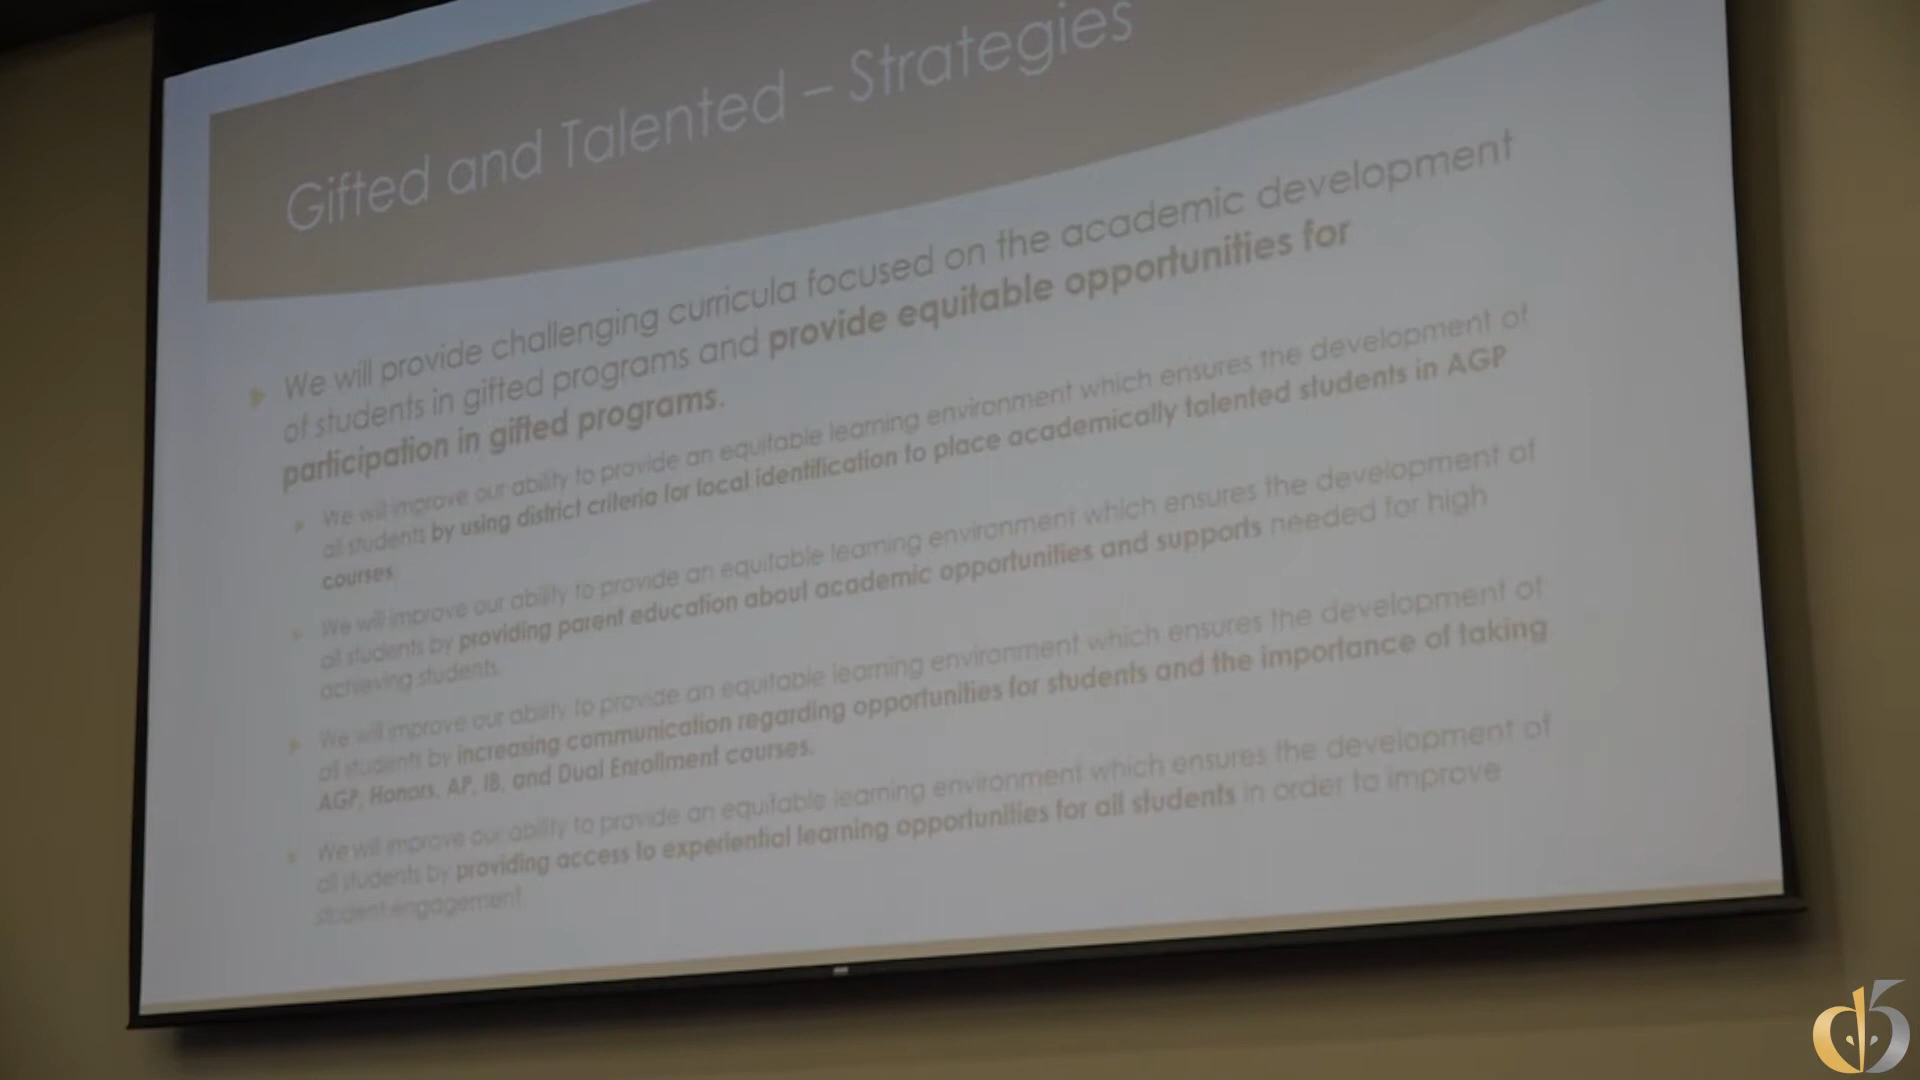 Gifted and Talented – Strategies
We will provide challenging curricula focused on the academic development
of students in gifted programs and provide equitable opportunities for
participation in gifted programs.
We will improve our ability to provide an equitable learning environment which ensures the development of
all students by using district criteria for local identification to place academically talented students in AGP
courses.
We will improve our ability to provide an equitable learning environment which ensures the development of
all students by providing parent education about academic opportunities and supports needed for high
achieving students.
We will improve our ability to provide an equitable learning environment which ensures the development of
all students by increasing communication regarding opportunities for students and the importance of taking
AGP, Honors, AP, IB, and Dual Enrollment courses.
We will improve our ability to provide an equitable learning environment which ensures the development of
all students by providing access to experiential learning opportunities for all students in order to improve
student engagement.
d5